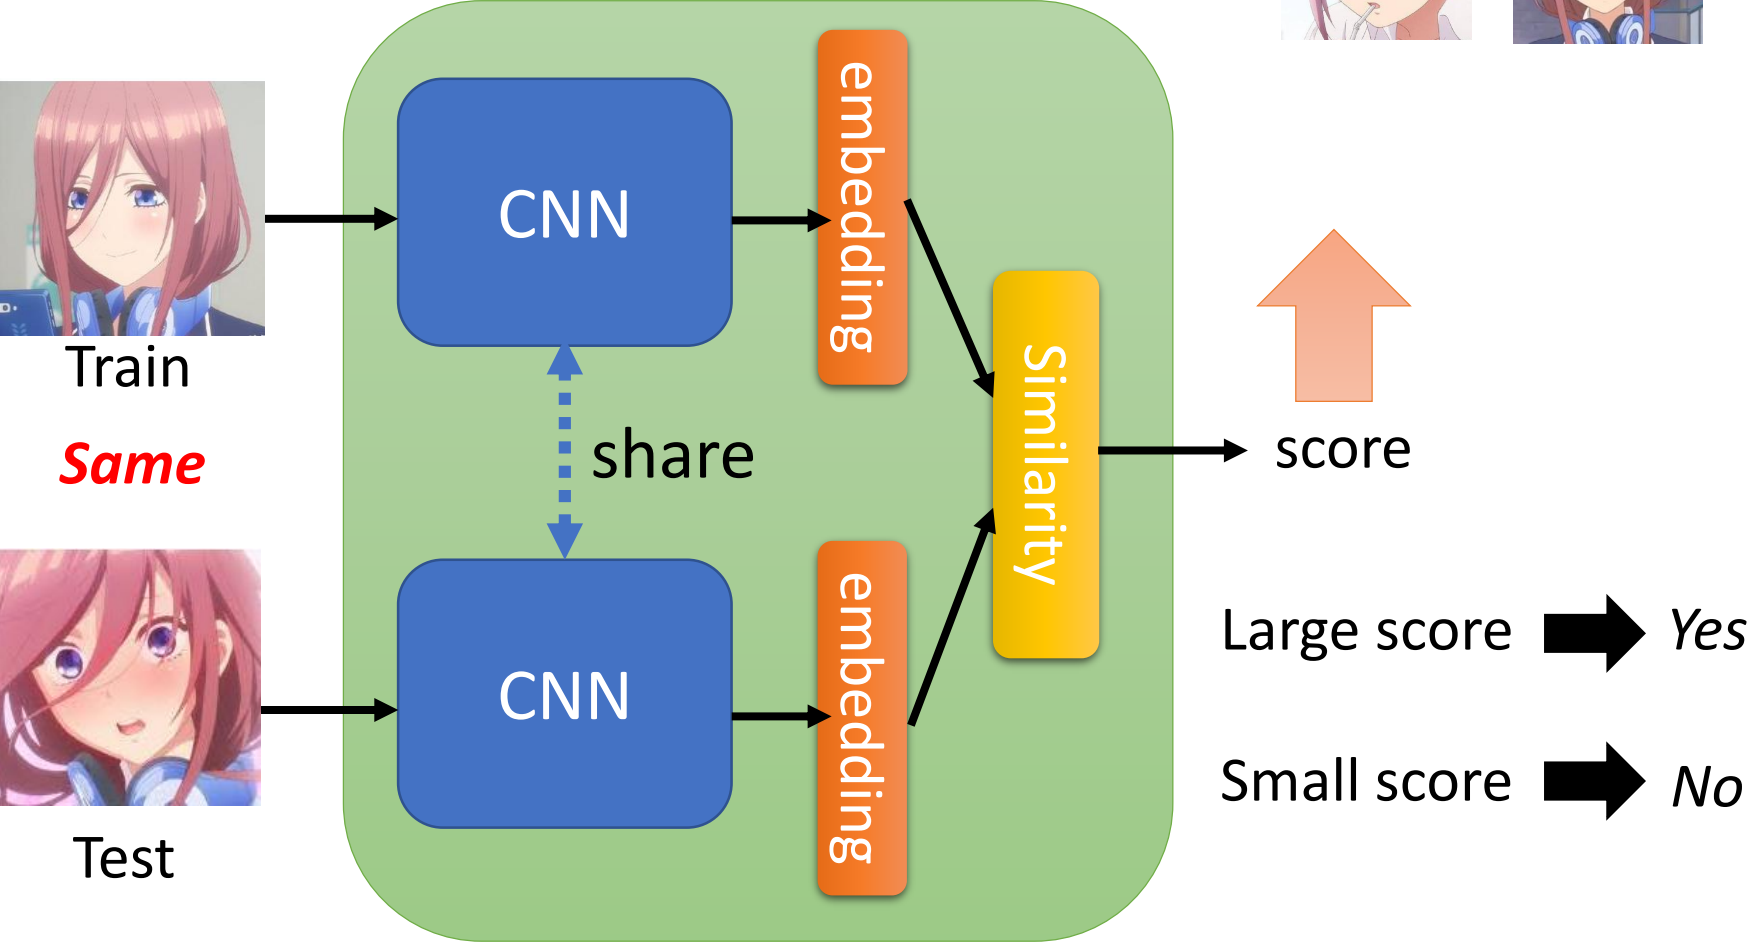 CNN
embedding
Train
Same
share
Similarity
score
CNN
embedding
Test
Large score
Yes
Small score
No